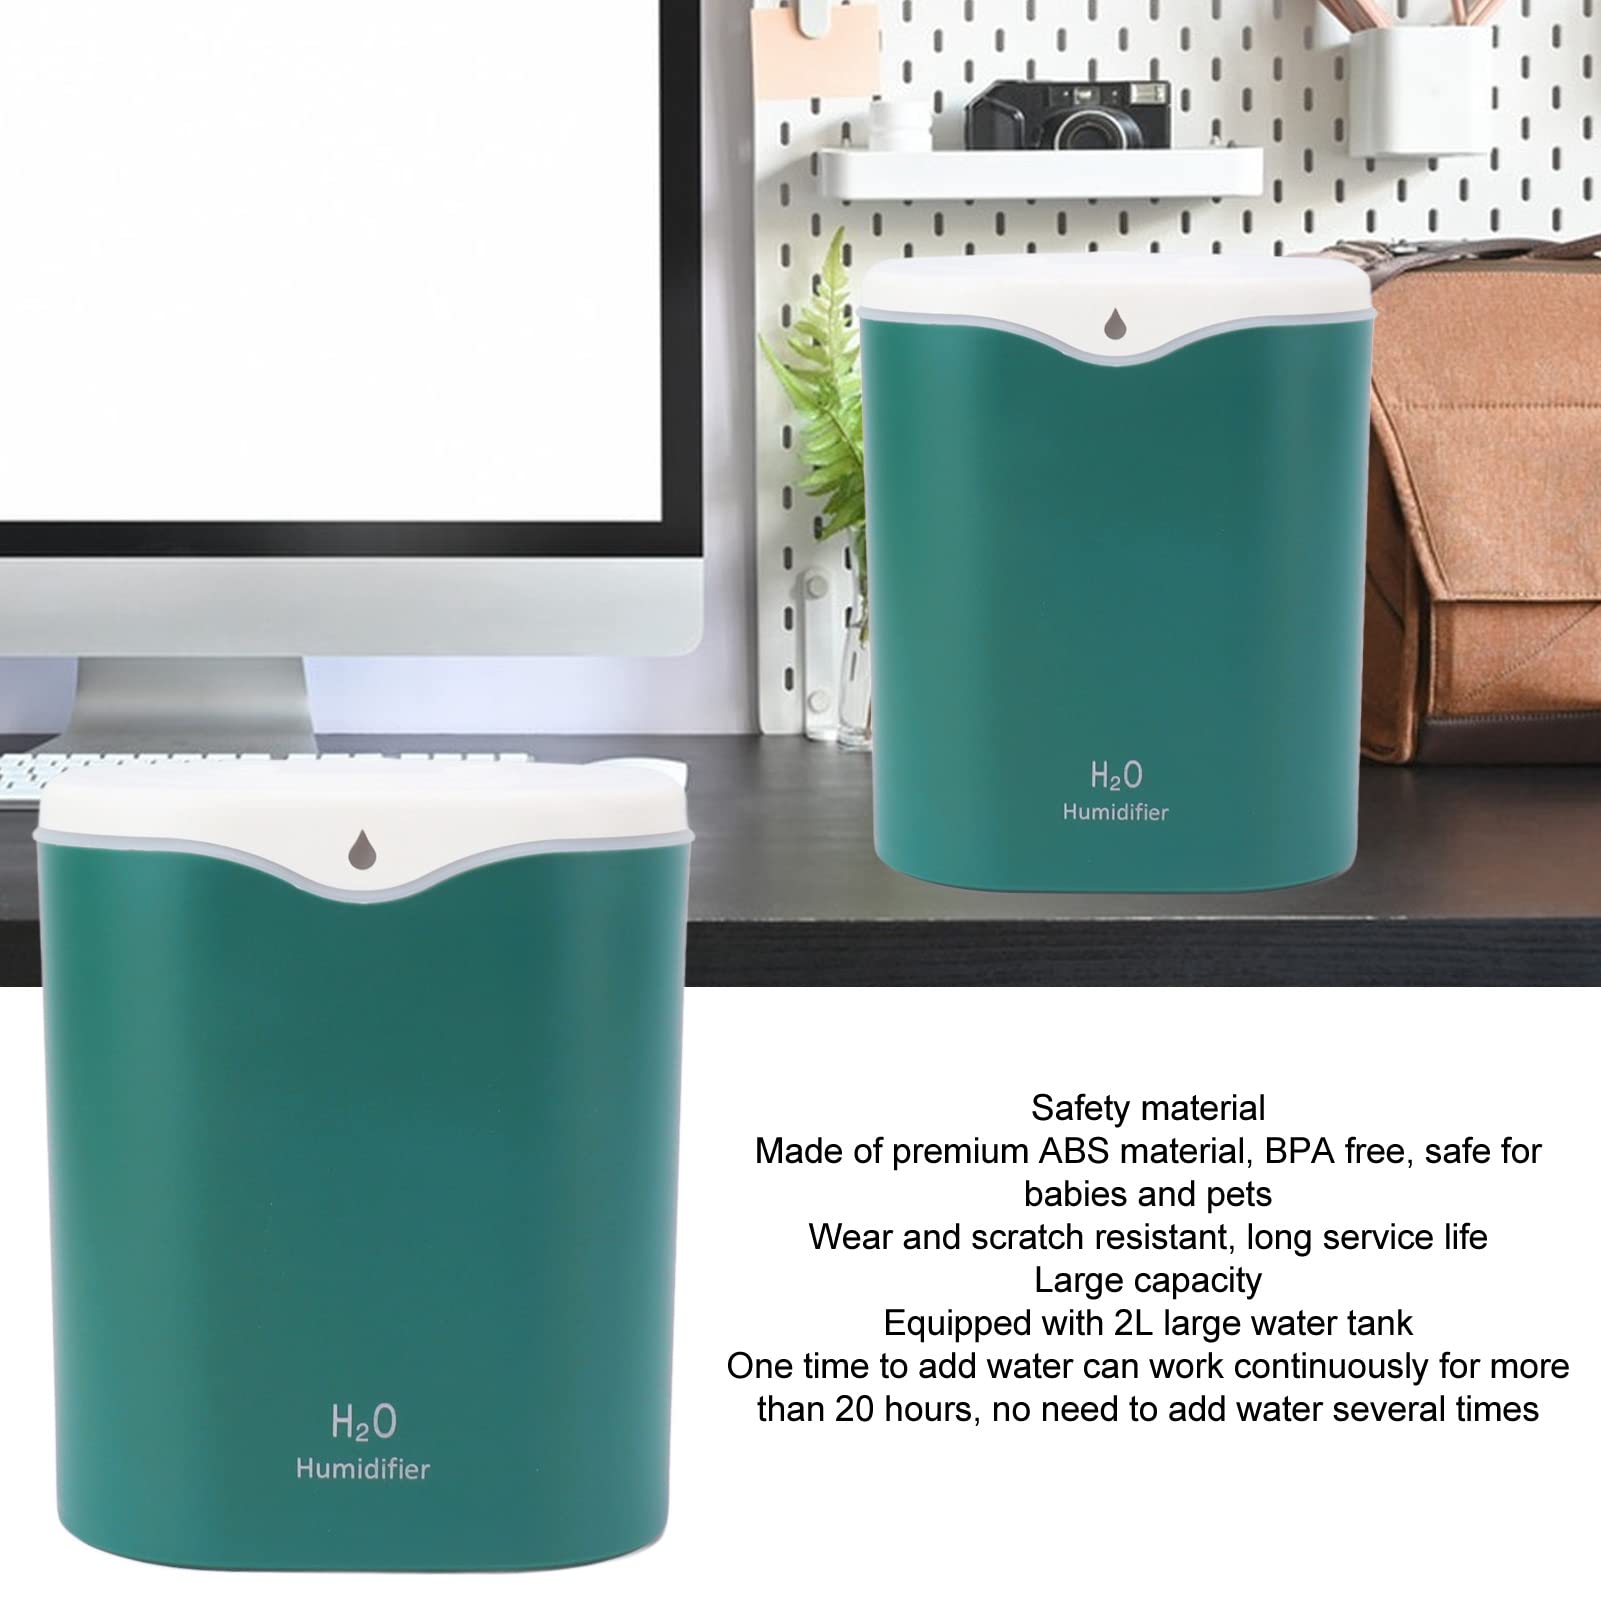 H₂O
Humidifier
H₂O
Humidifier
Safety material
Made of premium ABS material, BPA free, safe for
babies and pets
Wear and scratch resistant, long service life
Large capacity
Equipped with 2L large water tank
One time to add water can work continuously for more
than 20 hours, no need to add water several times